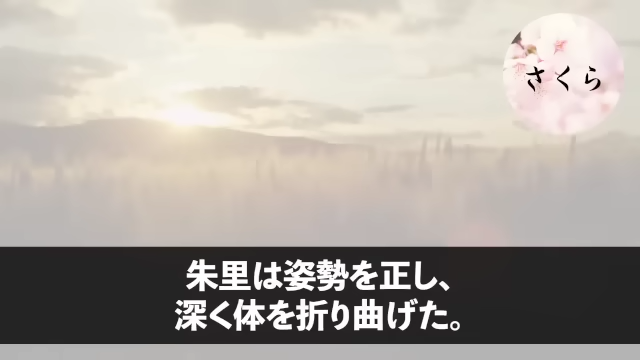 さくら
朱里は姿勢を正し、
深く体を折り曲げた。